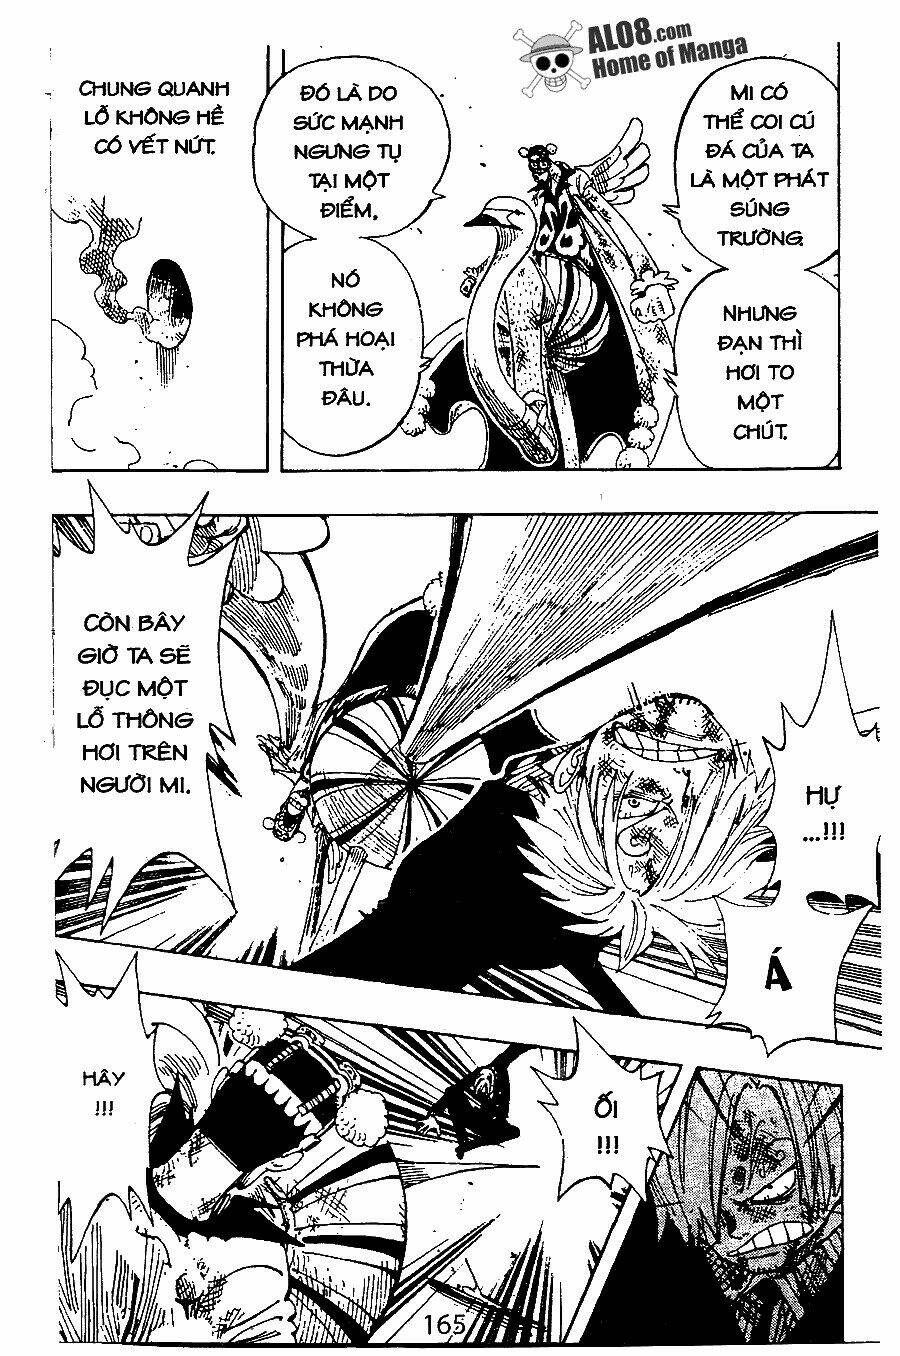 AL08.com
Home of Manga
MI CÓ
THỂ COI CÚ
ĐÁ CỦA TA
LÀ MỘT PHÁT
SÚNG
TRƯỜNG.
NHƯNG
ĐẠN THÌ
HƠI TO
MỘT
CHÚT.
ĐÓ LÀ DO
SỨC MẠNH
NGƯNG TỤ
TẠI MỘT
ĐIỂM.
NÓ
KHÔNG
PHÁ HOẠI
THỪA
ĐÂU.
CHUNG QUANH
LỖ KHÔNG HỀ
CÓ VẾT NỨT.
CÒN BÂY
GIỜ TA SẼ
ĐỤC MỘT
LỖ THÔNG
HƠI TRÊN
NGƯỜI MI.
HỰ
...!!!
Á
ỐI
!!!
HÂY
!!!
165